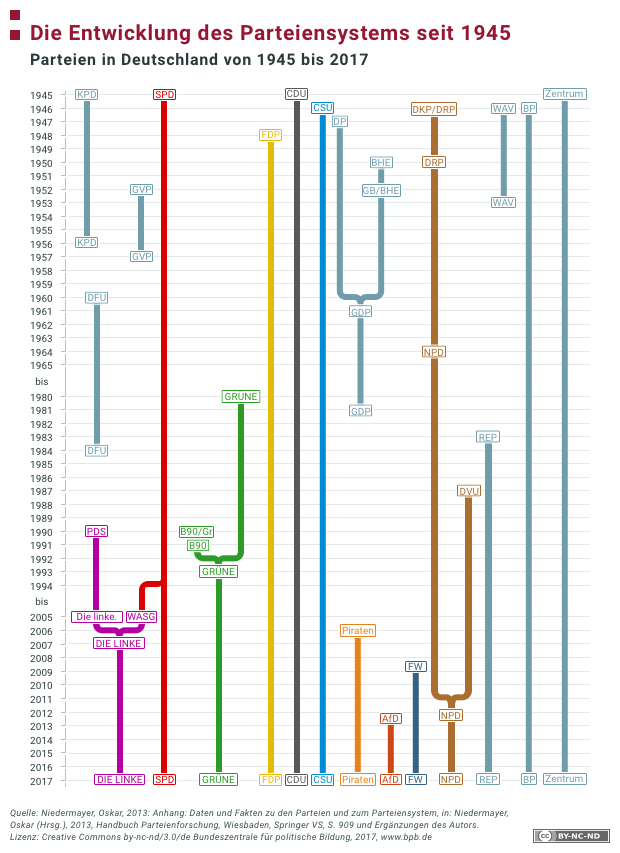 Die Entwicklung des Parteiensystems seit 1945
Parteien in Deutschland von 1945 bis 2017
1945 KPD SPD CDU Zentrum
1946 CSU DKP/DRP WAV BP
1947 DP
1948 FDP
1949
1950 BHE DRP
1951
1952 GVP GB/BHE
1953 WAV
1954
1955
1956 KPD
1957 GVP
1958
1959
1960 DFU
1961 GDP
1962
1963
1964 NPD
1965
bis
1980 GRÜNE
1981 GDP
1982
1983 REP
1984 DFU
1985
1986
1987 DVU
1988
1989
1990 PDS B90/Gr
1991 B90
1992
1993 GRÜNE
1994
bis
2005 Die linke. WASG
2006 Piraten
2007 DIE LINKE
2008
2009 FW
2010
2011
2012 NPD
2013 AfD
2014
2015
2016
2017 DIE LINKE SPD GRÜNE FDP CDU CSU Piraten AfD FW NPD REP BP Zentrum
Quelle: Niedermayer, Oskar, 2013: Anhang: Daten und Fakten zu den Parteien und zum Parteiensystem, in: Niedermayer,
Oskar (Hrsg.), 2013, Handbuch Parteienforschung, Wiesbaden, Springer VS, S. 909 und Ergänzungen des Autors.
Lizenz: Creative Commons by-nc-nd/3.0/de Bundeszentrale für politische Bildung, 2017, www.bpb.de
cc BY-NC-ND